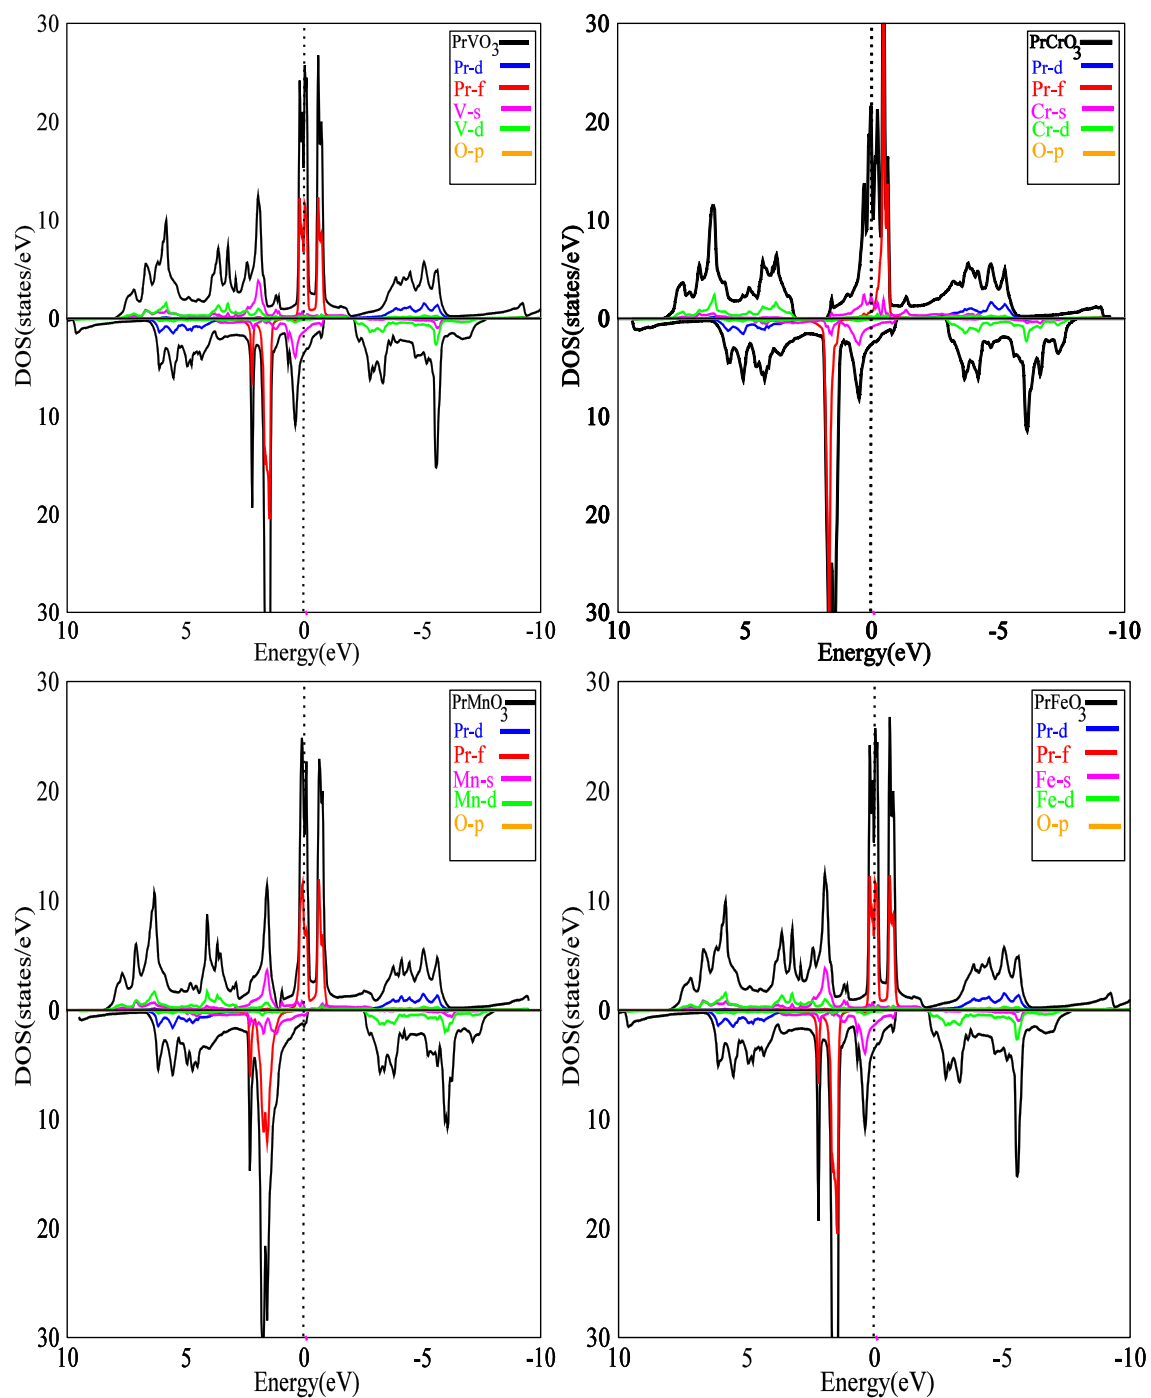 30
20
10
0
10
20
30
DOS(states/eV)
PrVO3
Pr-d
Pr-f
V-s
V-d
O-p
10
5
0
-5
-10
Energy(eV)
30
20
10
0
10
20
30
DOS(states/eV)
PrCrO3
Pr-d
Pr-f
Cr-s
Cr-d
O-p
10
5
0
-5
-10
Energy(eV)
30
20
10
0
10
20
30
DOS(states/eV)
PrMnO3
Pr-d
Pr-f
Mn-s
Mn-d
O-p
10
5
0
-5
-10
Energy(eV)
30
20
10
0
10
20
30
DOS(states/eV)
PrFeO3
Pr-d
Pr-f
Fe-s
Fe-d
O-p
10
5
0
-5
-10
Energy(eV)